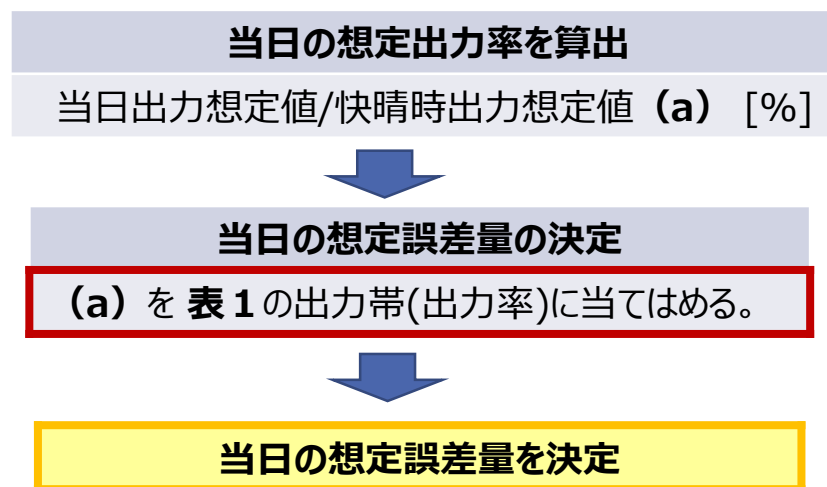 当日の想定出力率を算出
当日出力想定値/快晴時出力想定値（a） [%]
当日の想定誤差量の決定
（a）を 表１の出力帯(出力率)に当てはめる。
当日の想定誤差量を決定